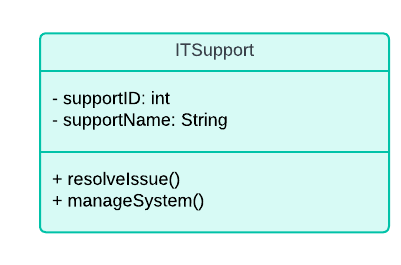 ITSupport
- supportID: int
- supportName: String
+ resolveIssue()
+ manageSystem()